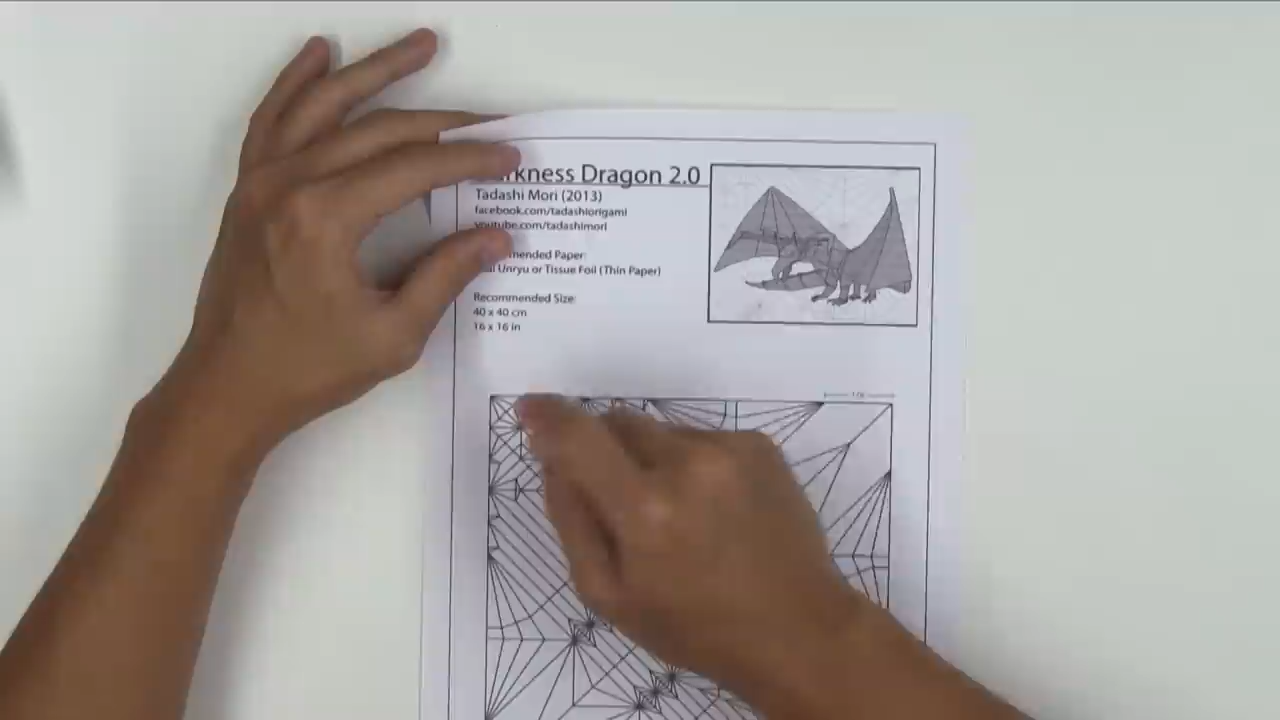 rkness Dragon 2.0
Tadashi Mori (2013)
facebook.com/tadashiorigami
youtube.com/tadashimori
mended Paper:
Unryu or Tissue Foil (Thin Paper)
Recommended Size:
40 x 40 cm
16 x 16 in